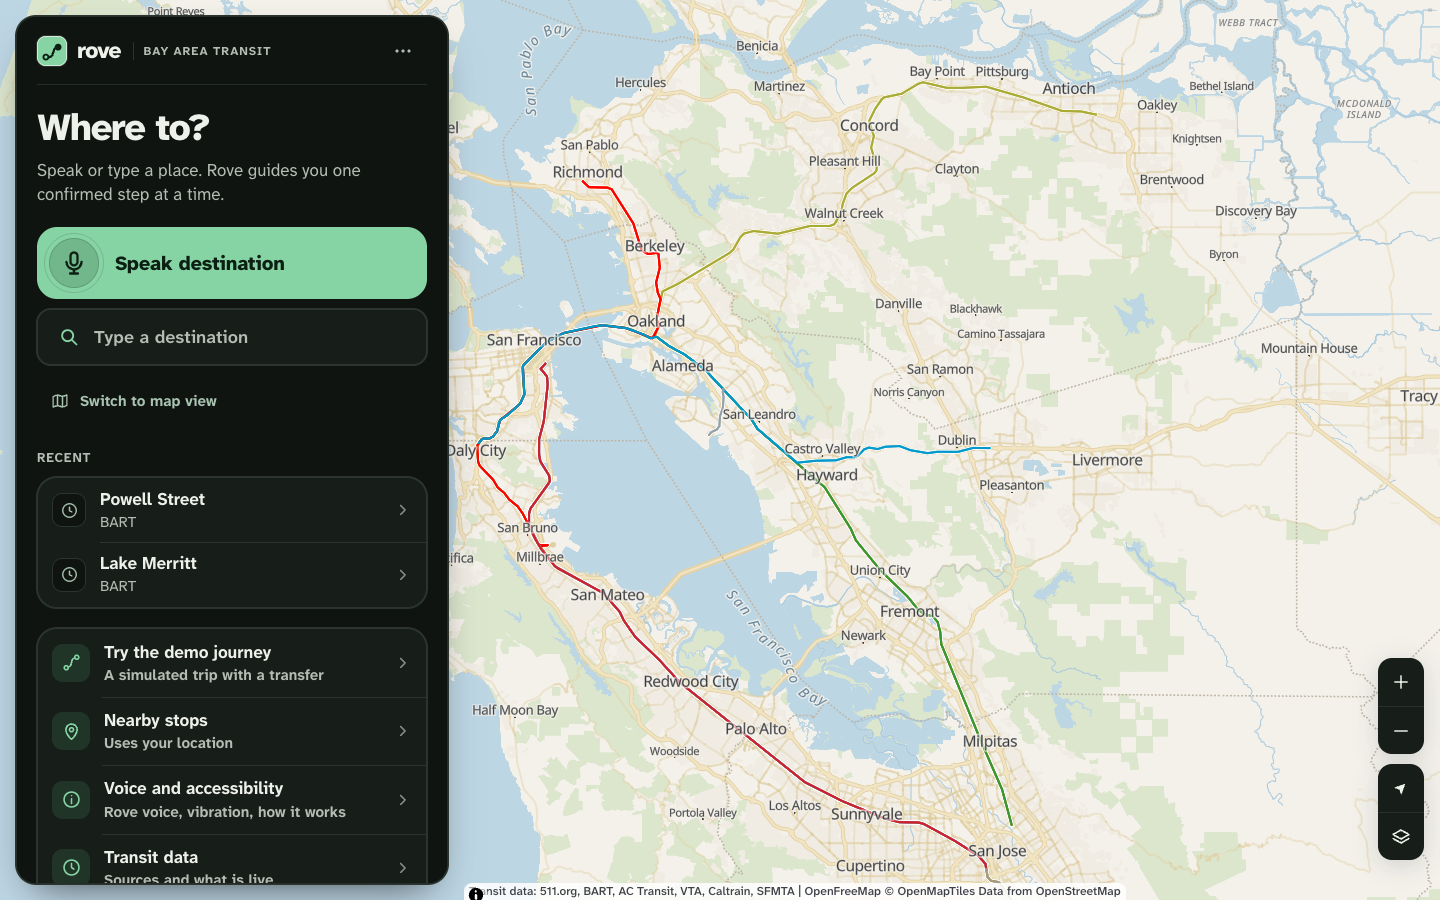 rove
BAY AREA TRANSIT
Where to?
Speak or type a place. Rove guides you one
confirmed step at a time.
Speak destination
Type a destination
Switch to map view
RECENT
Powell Street
BART
Lake Merritt
BART
Try the demo journey
A simulated trip with a transfer
Nearby stops
Uses your location
Voice and accessibility
Rove voice, vibration, how it works
Transit data
Sources and what is live
Point Reyes
San Pablo Bay
Benicia
WEBB TRACT
Hercules
Martinez
Bay Point
Pittsburg
Antioch
Bethel Island
Oakley
MCDONALD
ISLAND
Concord
Knightsen
San Pablo
Richmond
Pleasant Hill
Clayton
Brentwood
Walnut Creek
Discovery Bay
Berkeley
Byron
Danville
Blackhawk
Oakland
Camino Tassajara
San Francisco
Mountain House
Alameda
San Ramon
Norris Canyon
Tracy
San Leandro
Daly City
Castro Valley
Dublin
Livermore
Hayward
Pleasanton
San Bruno
Millbrae
Union City
San Mateo
San Francisco Bay
Fremont
Newark
Redwood City
Half Moon Bay
Palo Alto
Milpitas
Woodside
Portola Valley
Los Altos
Sunnyvale
San Jose
Cupertino
data: 511.org, BART, AC Transit, VTA, Caltrain, SFMTA | OpenFreeMap © OpenMapTiles Data from OpenStreetMap